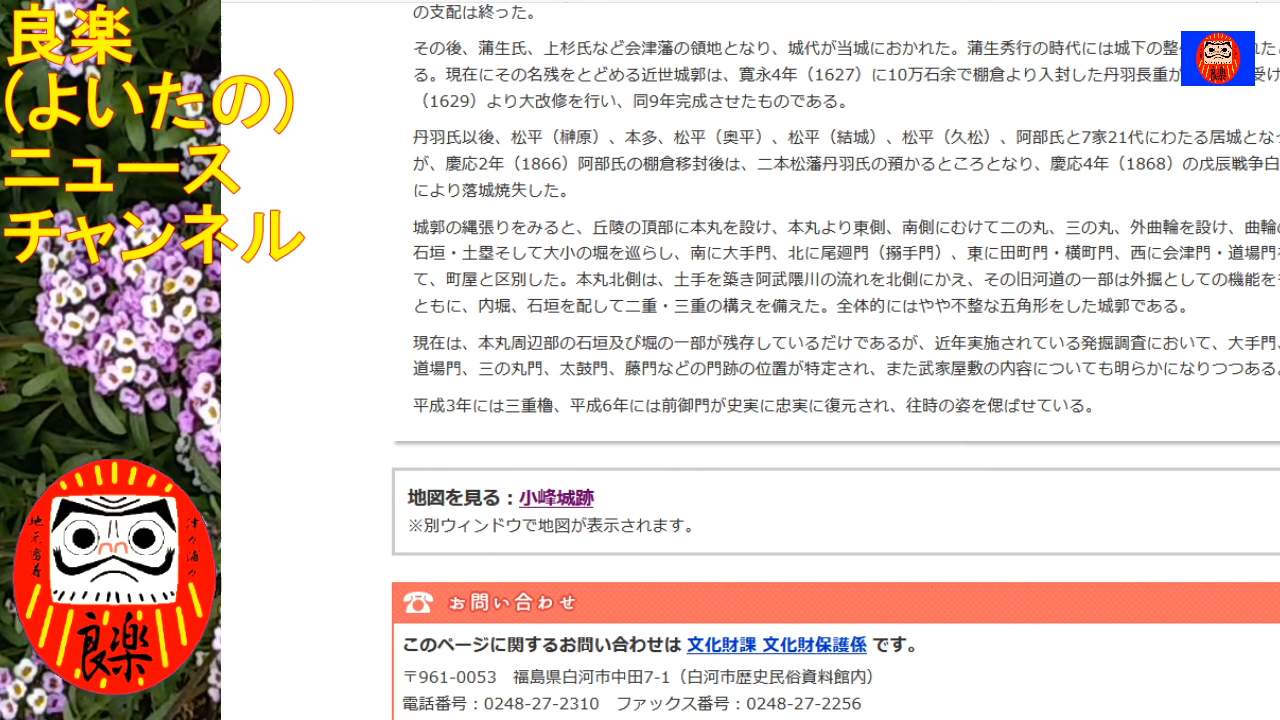 良楽
(よいたの)
ニュース
チャンネル
地元密着
津々浦々
良楽
の支配は終った。
その後、蒲生氏、上杉氏など会津藩の領地となり、城代が当城におかれた。蒲生秀行の時代には城下の整
る。現在にその名残をとどめる近世城郭は、寛永4年（1627）に10万石余で棚倉より入封した丹羽長重が
（1629）より大改修を行い、同9年完成させたものである。
丹羽氏以後、松平（榊原）、本多、松平（奥平）、松平（結城）、松平（久松）、阿部氏と7家21代にわたる居城となっ
が、慶応2年（1866）阿部氏の棚倉移封後は、二本松藩丹羽氏の預かるところとなり、慶応4年（1868）の戊辰戦争白
により落城焼失した。
城郭の縄張りをみると、丘陵の頂部に本丸を設け、本丸より東側、南側にむけて二の丸、三の丸、外曲輪を設け、曲輪の
石垣・土塁そして大小の堀を巡らし、南に大手門、北に尾廻門（搦手門）、東に田町門・横町門、西に会津門・道場門を
て、町屋と区別した。本丸北側は、土手を築き阿武隈川の流れを北側にかえ、その旧河道の一部は外掘としての機能を
ともに、内堀、石垣を配して二重・三重の構えを備えた。全体的にはやや不整な五角形をした城郭である。
現在は、本丸周辺部の石垣及び堀の一部が残存しているだけであるが、近年実施されている発掘調査において、大手門、
道場門、三の丸門、太鼓門、藤門などの門跡の位置が特定され、また武家屋敷の内容についても明らかになりつつある。
平成3年には三重櫓、平成6年には前御門が史実に忠実に復元され、往時の姿を偲ばせている。
地図を見る：小峰城跡
※別ウィンドウで地図が表示されます。
お問い合わせ
このページに関するお問い合わせは 文化財課 文化財保護係 です。
〒961-0053　福島県白河市中田7-1（白河市歴史民俗資料館内）
電話番号：0248-27-2310　ファックス番号：0248-27-2256